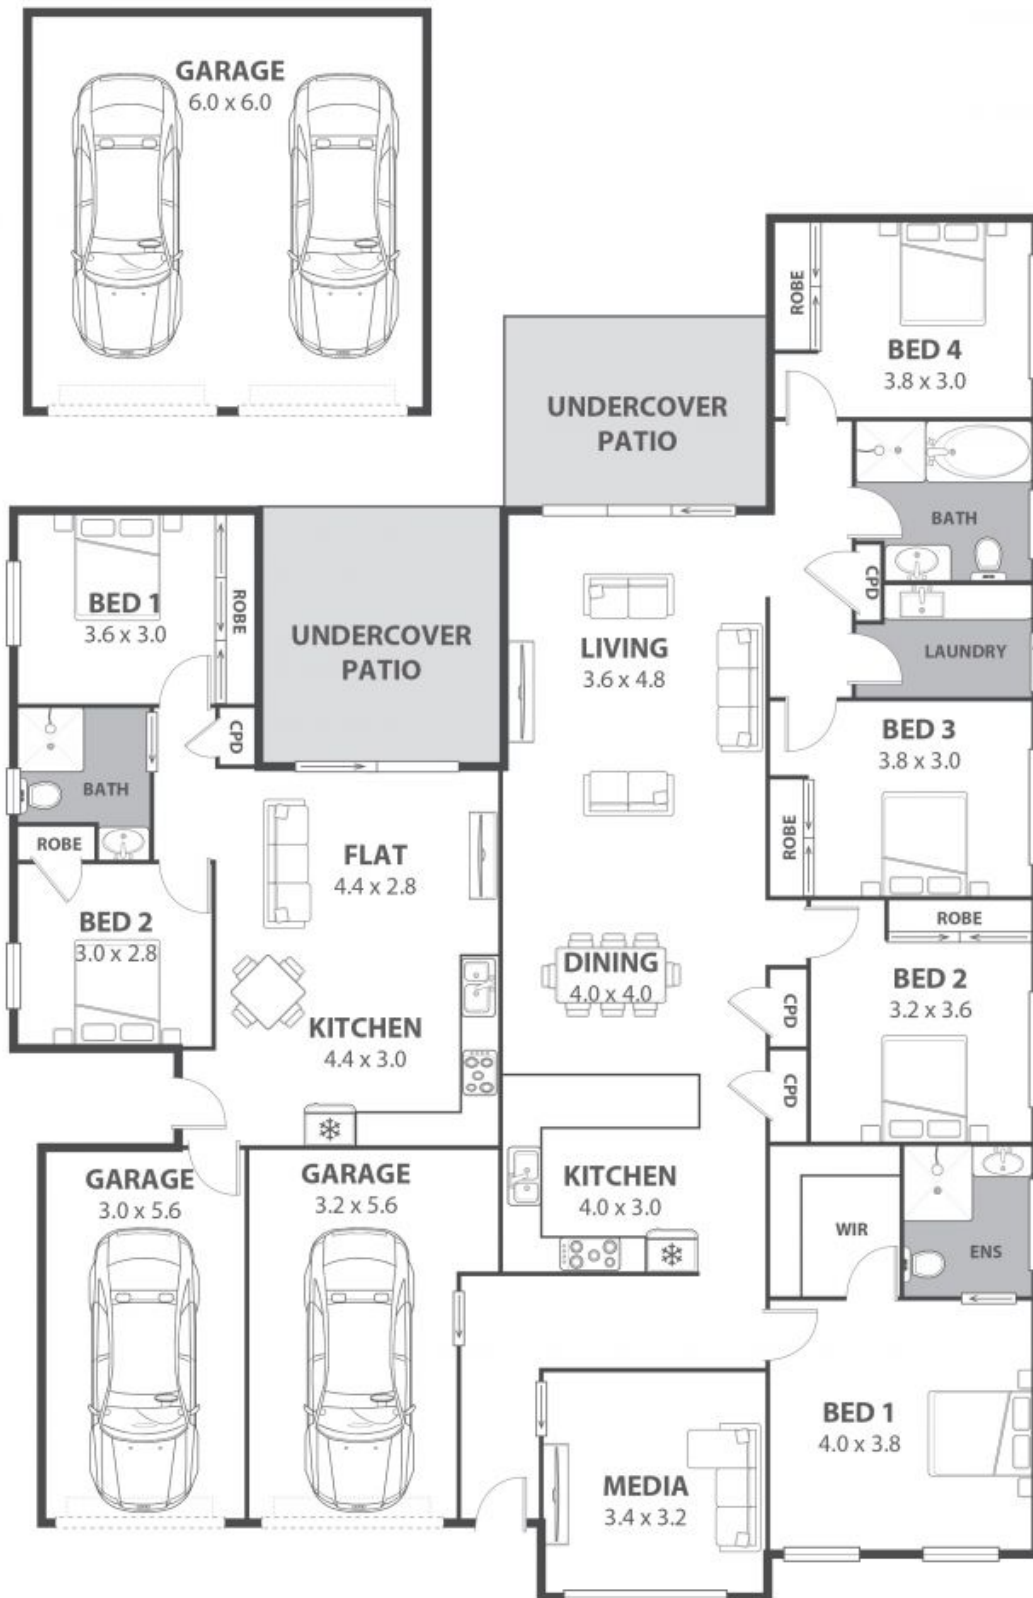 GARAGE
6.0 x 6.0
ROBE
BED 4
3.8 x 3.0
UNDERCOVER
PATIO
BATH
CPD
BED 1
3.6 x 3.0
ROBE
UNDERCOVER
PATIO
LIVING
3.6 x 4.8
LAUNDRY
CPD
BATH
BED 3
3.8 x 3.0
ROBE
ROBE
FLAT
4.4 x 2.8
BED 2
3.0 x 2.8
ROBE
DINING
4.0 x 4.0
BED 2
3.2 x 3.6
CPD
KITCHEN
4.4 x 3.0
CPD
GARAGE
3.0 x 5.6
GARAGE
3.2 x 5.6
KITCHEN
4.0 x 3.0
WIR
ENS
BED 1
4.0 x 3.8
MEDIA
3.4 x 3.2